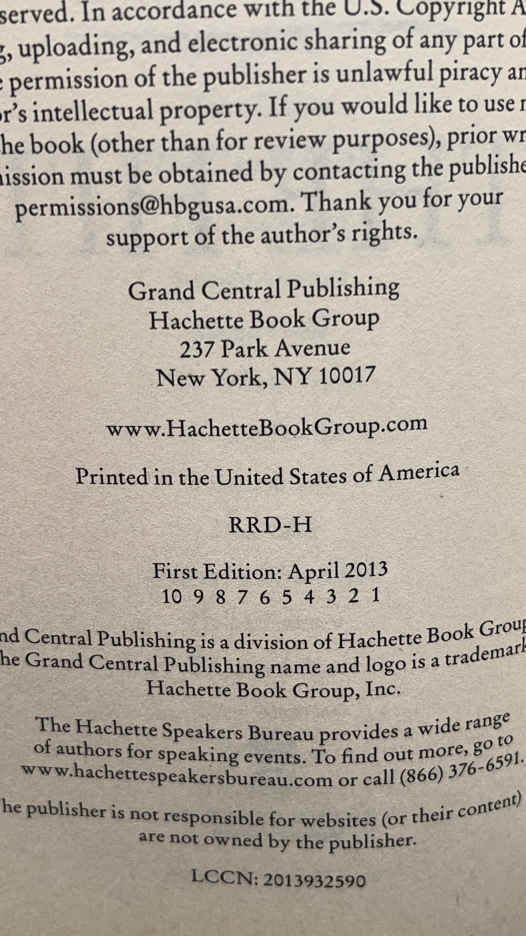 served. In accordance with the U.S. Copyright A
g, uploading, and electronic sharing of any part of
permission of the publisher is unlawful piracy an
or's intellectual property. If you would like to use
he book (other than for review purposes), prior wr
ission must be obtained by contacting the publishe
permissions@hbgusa.com. Thank you for your
support of the author's rights.
Grand Central Publishing
Hachette Book Group
237 Park Avenue
New York, NY 10017
www.HachetteBookGroup.com
Printed in the United States of America
RRD-H
First Edition: April 2013
10 9 8 7 6 5 4 3 2 1
nd Central Publishing is a division of Hachette Book Group
he Grand Central Publishing name and logo is a trademark
Hachette Book Group, Inc.
The Hachette Speakers Bureau provides a wide range
of authors for speaking events. To find out more, go to
www.hachettespeakersbureau.com or call (866) 376-6591.
he publisher is not responsible for websites (or their content)
are not owned by the publisher.
LCCN: 2013932590